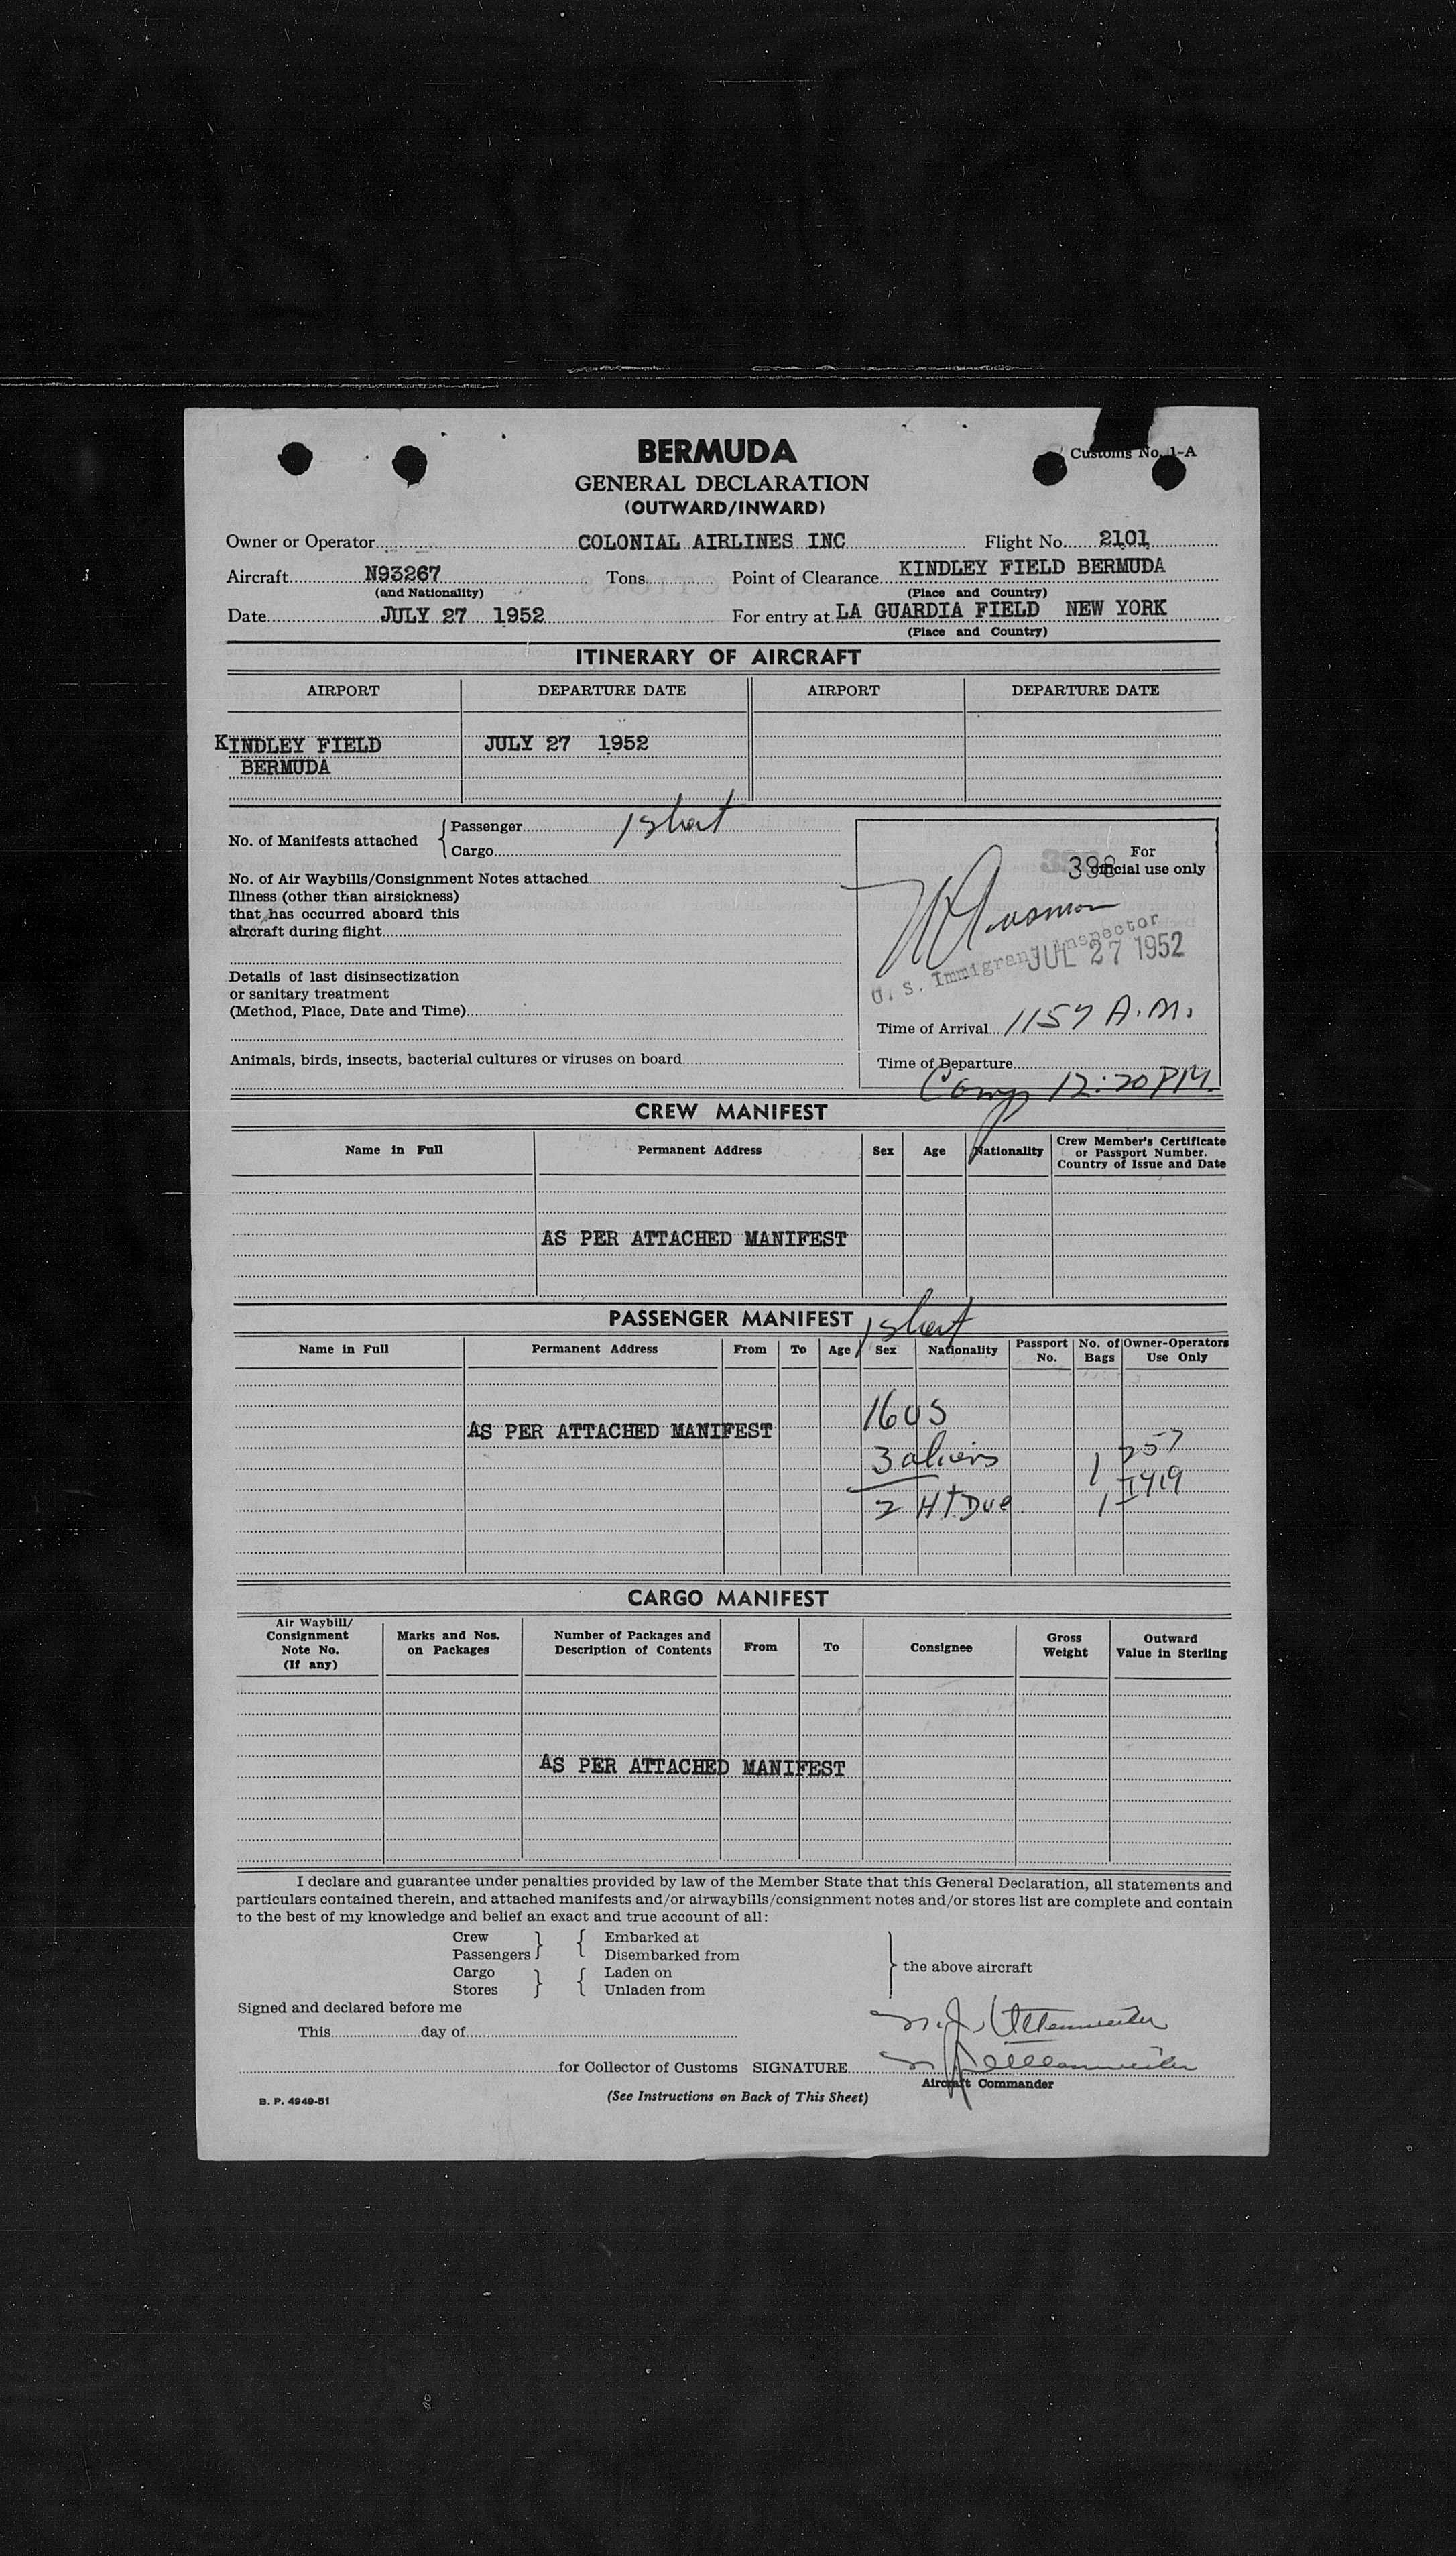 BERMUDA
Customs No. 1-A
GENERAL DECLARATION
(OUTWARD/INWARD)
Owner or Operator COLONIAL AIRLINES INC Flight No. 2101
Aircraft N93267 Tons Point of Clearance KINDLEY FIELD BERMUDA
(and Nationality) (Place and Country)
Date JULY 27 1952 For entry at LA GUARDIA FIELD NEW YORK
(Place and Country)
ITINERARY OF AIRCRAFT
AIRPORT DEPARTURE DATE AIRPORT DEPARTURE DATE
KINDLEY FIELD JULY 27 1952
BERMUDA
No. of Manifests attached { Passenger 1 sheet
Cargo
For
398 official use only
No. of Air Waybills/Consignment Notes attached
Illness (other than airsickness)
that has occurred aboard this
aircraft during flight
U. S. Immigrant Inspector
JUL 27 1952
Details of last disinsectization
or sanitary treatment
(Method, Place, Date and Time)
Time of Arrival 1157 A.M.
Animals, birds, insects, bacterial cultures or viruses on board
Time of Departure
Comp 12:20 PM.
CREW MANIFEST
Name in Full Permanent Address Sex Age Nationality Crew Member's Certificate
or Passport Number.
Country of Issue and Date
AS PER ATTACHED MANIFEST
PASSENGER MANIFEST 1 sheet
Name in Full Permanent Address From To Age Sex Nationality Passport No. No. of Bags Owner-Operators Use Only
16 US
AS PER ATTACHED MANIFEST
3 aliens 1 257
2 HT Due 1 I419
CARGO MANIFEST
Air Waybill/
Consignment
Note No.
(If any)
Marks and Nos.
on Packages
Number of Packages and
Description of Contents
From To Consignee
Gross
Weight
Outward
Value in Sterling
AS PER ATTACHED MANIFEST
I declare and guarantee under penalties provided by law of the Member State that this General Declaration, all statements and
particulars contained therein, and attached manifests and/or airwaybills/consignment notes and/or stores list are complete and contain
to the best of my knowledge and belief an exact and true account of all:
Crew Embarked at
Passengers } { Disembarked from
Cargo Laden on } the above aircraft
Stores } { Unladen from
Signed and declared before me
This day of
for Collector of Customs SIGNATURE
Aircraft Commander
(See Instructions on Back of This Sheet)
B. P. 4949-51